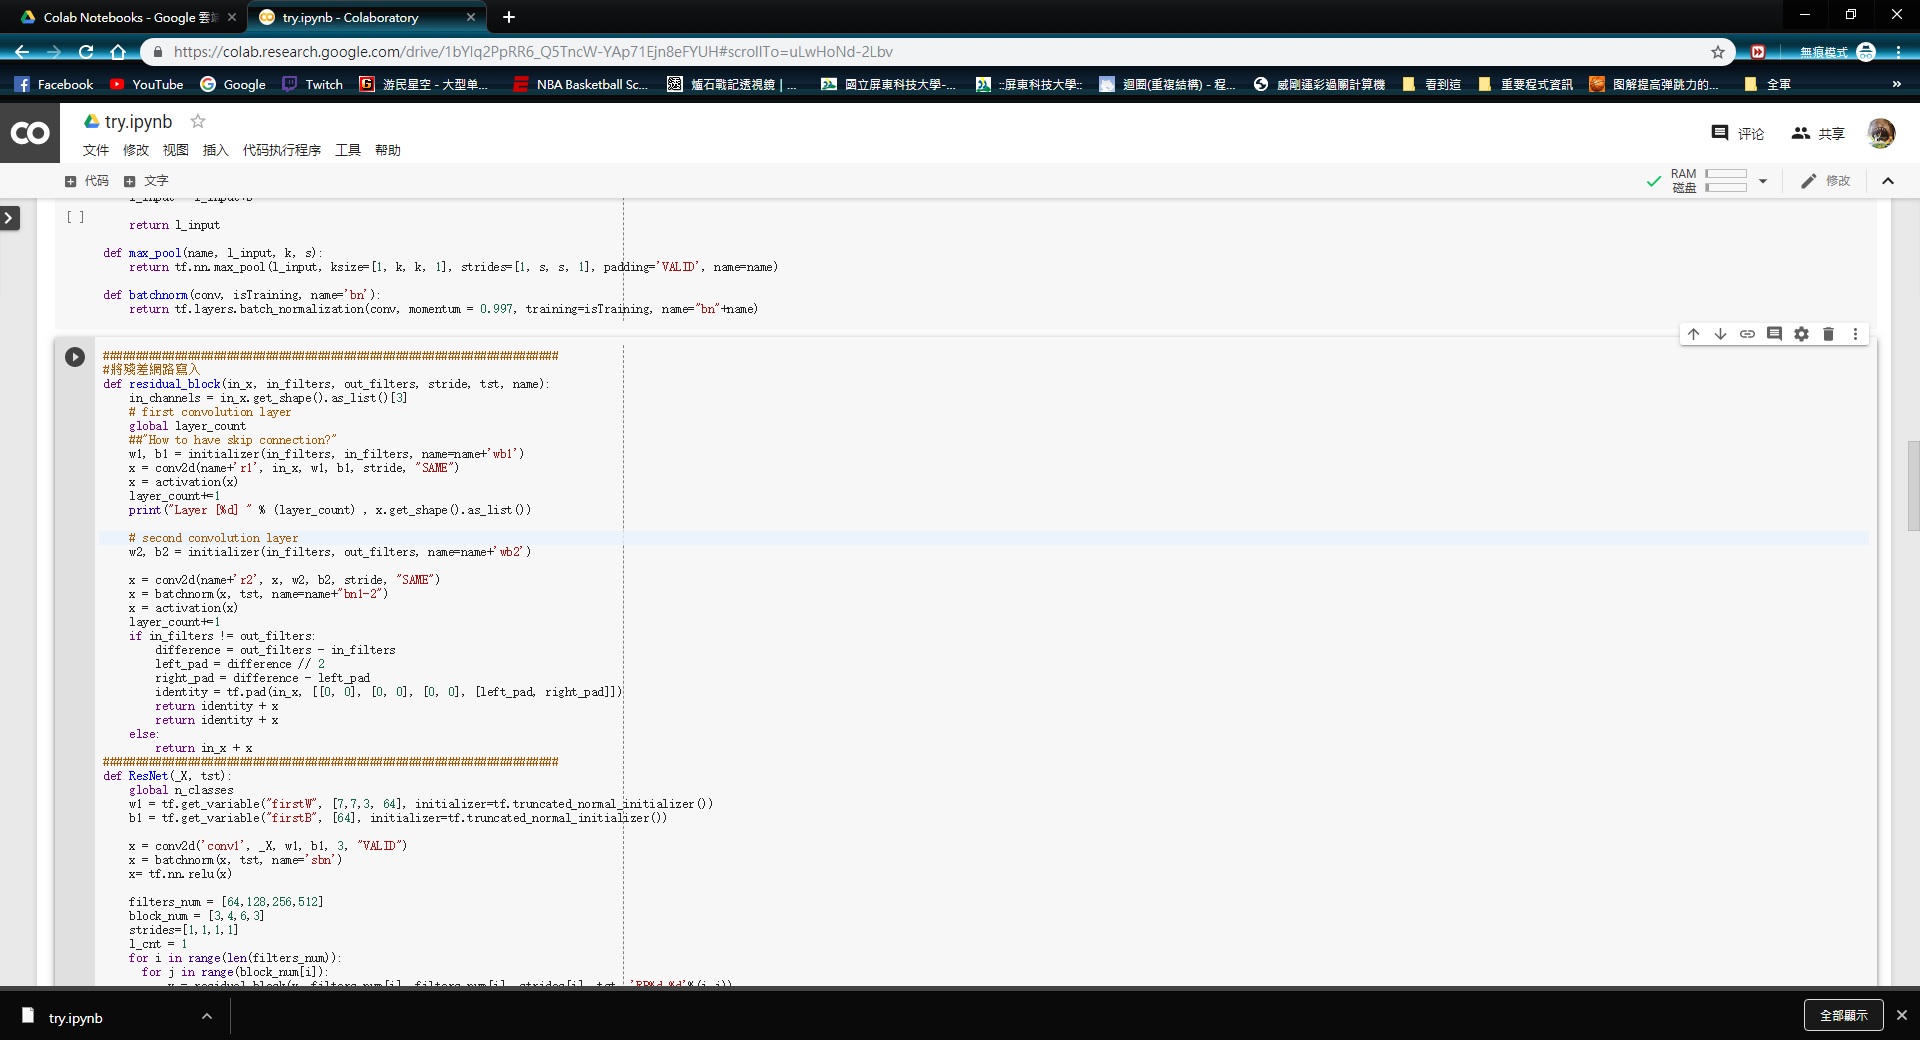 Colab Notebooks - Google 雲端
try.ipynb - Colaboratory
https://colab.research.google.com/drive/1bYlq2PpRR6_Q5TncW-YAp71Ejn8eFYUH#scrollTo=uLwHoNd-2Lbv
無痕模式
Facebook YouTube Google Twitch 游民星空 - 大型单... NBA Basketball Sc... 爐石戰記透視鏡 | ... 國立屏東科技大學-... ::屏東科技大學:: 迴圈(重複結構) - 程... 威剛運彩過關計算機 看到這 重要程式資訊 图解提高弹跳力的... 全軍 »
CO
try.ipynb
评论 共享
文件 修改 视图 插入 代码执行程序 工具 帮助
代码 文字
RAM
磁盘
修改
[ ]
return l_input
def max_pool(name, l_input, k, s):
return tf.nn.max_pool(l_input, ksize=[1, k, k, 1], strides=[1, s, s, 1], padding='VALID', name=name)
def batchnorm(conv, isTraining, name='bn'):
return tf.layers.batch_normalization(conv, momentum = 0.997, training=isTraining, name="bn"+name)
######################################################################
#將殘差網路寫入
def residual_block(in_x, in_filters, out_filters, stride, tst, name):
in_channels = in_x.get_shape().as_list()[3]
# first convolution layer
global layer_count
##"How to have skip connection?"
w1, b1 = initializer(in_filters, in_filters, name=name+'wb1')
x = conv2d(name+'r1', in_x, w1, b1, stride, "SAME")
x = activation(x)
layer_count+=1
print("Layer [%d] " % (layer_count) , x.get_shape().as_list())
# second convolution layer
w2, b2 = initializer(in_filters, out_filters, name=name+'wb2')
x = conv2d(name+'r2', x, w2, b2, stride, "SAME")
x = batchnorm(x, tst, name=name+"bn1-2")
x = activation(x)
layer_count+=1
if in_filters != out_filters:
difference = out_filters - in_filters
left_pad = difference // 2
right_pad = difference - left_pad
identity = tf.pad(in_x, [[0, 0], [0, 0], [0, 0], [left_pad, right_pad]])
return identity + x
return identity + x
else:
return in_x + x
######################################################################
def ResNet(_X, tst):
global n_classes
w1 = tf.get_variable("firstW", [7,7,3, 64], initializer=tf.truncated_normal_initializer())
b1 = tf.get_variable("firstB", [64], initializer=tf.truncated_normal_initializer())
x = conv2d('conv1', _X, w1, b1, 3, "VALID")
x = batchnorm(x, tst, name='sbn')
x= tf.nn.relu(x)
filters_num = [64,128,256,512]
block_num = [3,4,6,3]
strides=[1,1,1,1]
l_cnt = 1
for i in range(len(filters_num)):
for j in range(block_num[i]):
try.ipynb
全部顯示